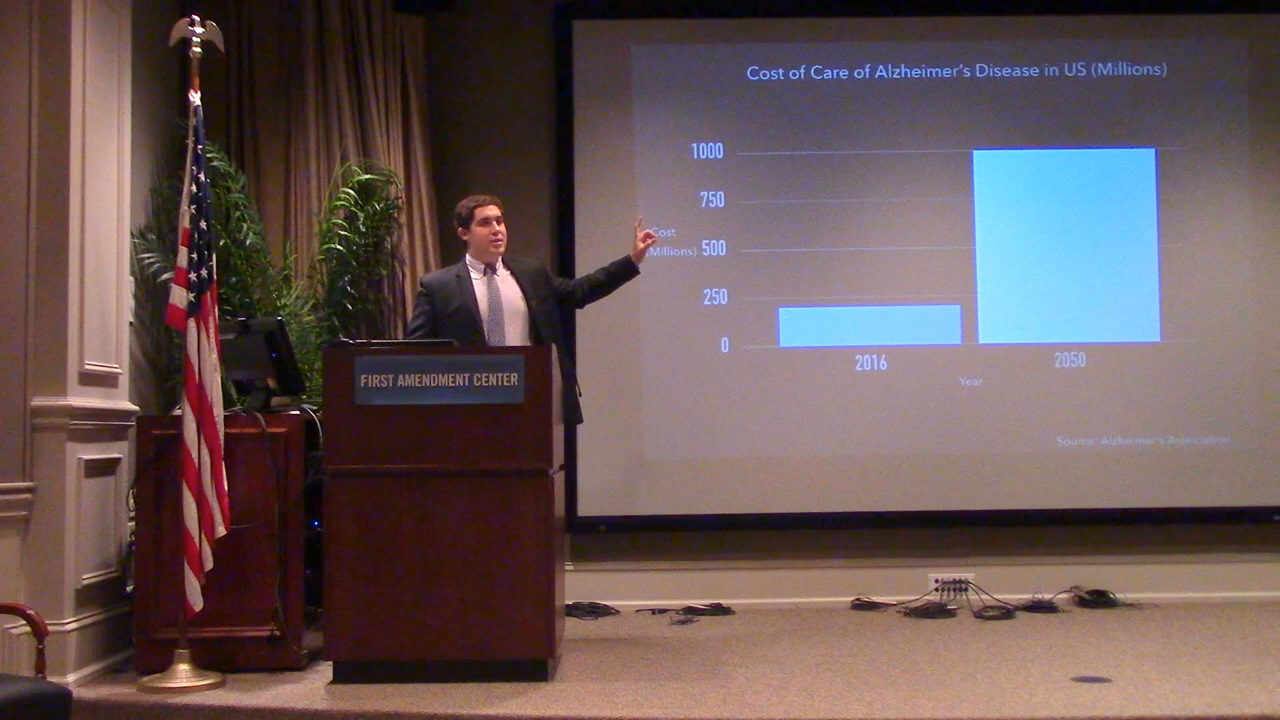 Cost of Care of Alzheimer's Disease in US (Millions)
1000
750
Cost
(Millions)
500
250
0
2016
2050
Year
Source: Alzheimer's Association
FIRST AMENDMENT CENTER